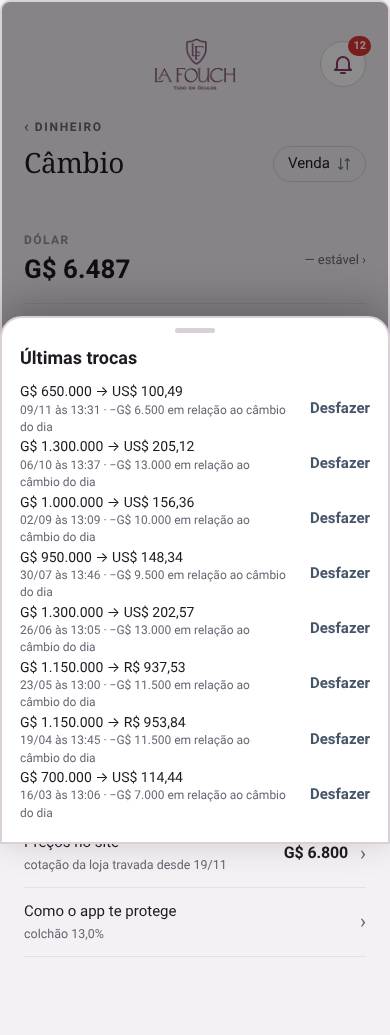 LF
LA FOUCH
TUDO EM ÓCULOS
12
‹ DINHEIRO
Câmbio
Venda ↓↑
DÓLAR
G$ 6.487
— estável ›
Últimas trocas
G$ 650.000 → US$ 100,49
09/11 às 13:31 · −G$ 6.500 em relação ao câmbio
do dia
Desfazer
G$ 1.300.000 → US$ 205,12
06/10 às 13:37 · −G$ 13.000 em relação ao
câmbio do dia
Desfazer
G$ 1.000.000 → US$ 156,36
02/09 às 13:09 · −G$ 10.000 em relação ao
câmbio do dia
Desfazer
G$ 950.000 → US$ 148,34
30/07 às 13:46 · −G$ 9.500 em relação ao câmbio
do dia
Desfazer
G$ 1.300.000 → US$ 202,57
26/06 às 13:05 · −G$ 13.000 em relação ao
câmbio do dia
Desfazer
G$ 1.150.000 → R$ 937,53
23/05 às 13:00 · −G$ 11.500 em relação ao
câmbio do dia
Desfazer
G$ 1.150.000 → R$ 953,84
19/04 às 13:45 · −G$ 11.500 em relação ao
câmbio do dia
Desfazer
G$ 700.000 → US$ 114,44
16/03 às 13:06 · −G$ 7.000 em relação ao câmbio
do dia
Desfazer
Preços no site
cotação da loja travada desde 19/11
G$ 6.800 ›
Como o app te protege
colchão 13,0%
›